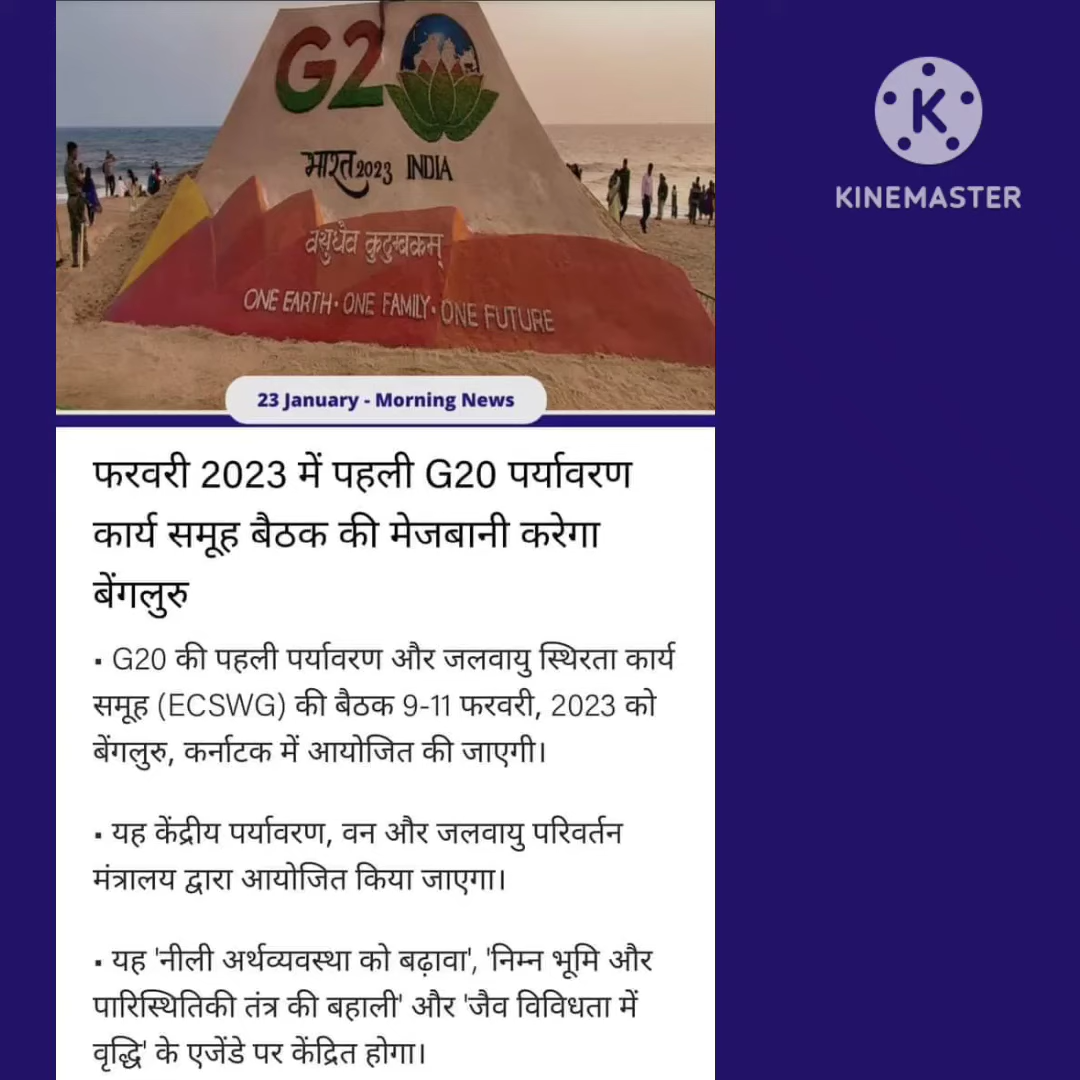 G20
भारत 2023 INDIA
वसुधैव कुटुम्बकम्
ONE EARTH· ONE FAMILY· ONE FUTURE
K
KINEMASTER
23 January - Morning News
फरवरी 2023 में पहली G20 पर्यावरण
कार्य समूह बैठक की मेजबानी करेगा
बेंगलुरु
▪ G20 की पहली पर्यावरण और जलवायु स्थिरता कार्य
समूह (ECSWG) की बैठक 9-11 फरवरी, 2023 को
बेंगलुरु, कर्नाटक में आयोजित की जाएगी।
▪ यह केंद्रीय पर्यावरण, वन और जलवायु परिवर्तन
मंत्रालय द्वारा आयोजित किया जाएगा।
▪ यह 'नीली अर्थव्यवस्था को बढ़ावा', 'निम्न भूमि और
पारिस्थितिकी तंत्र की बहाली' और 'जैव विविधता में
वृद्धि' के एजेंडे पर केंद्रित होगा।